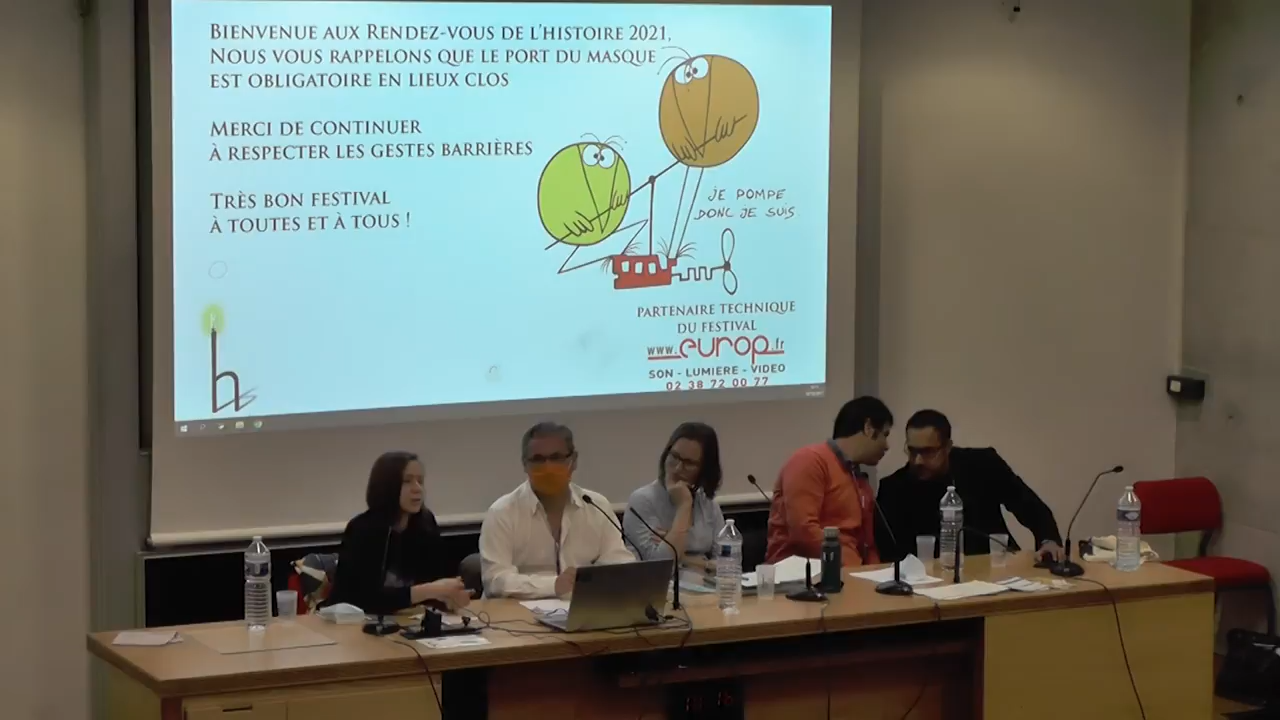 BIENVENUE AUX RENDEZ-VOUS DE L'HISTOIRE 2021,
NOUS VOUS RAPPELONS QUE LE PORT DU MASQUE
EST OBLIGATOIRE EN LIEUX CLOS
MERCI DE CONTINUER
À RESPECTER LES GESTES BARRIÈRES
TRÈS BON FESTIVAL
À TOUTES ET À TOUS !
JE POMPE
DONC JE SUIS
PARTENAIRE TECHNIQUE
DU FESTIVAL
www.europ.fr
SON - LUMIERE - VIDEO
02 38 72 00 77
h